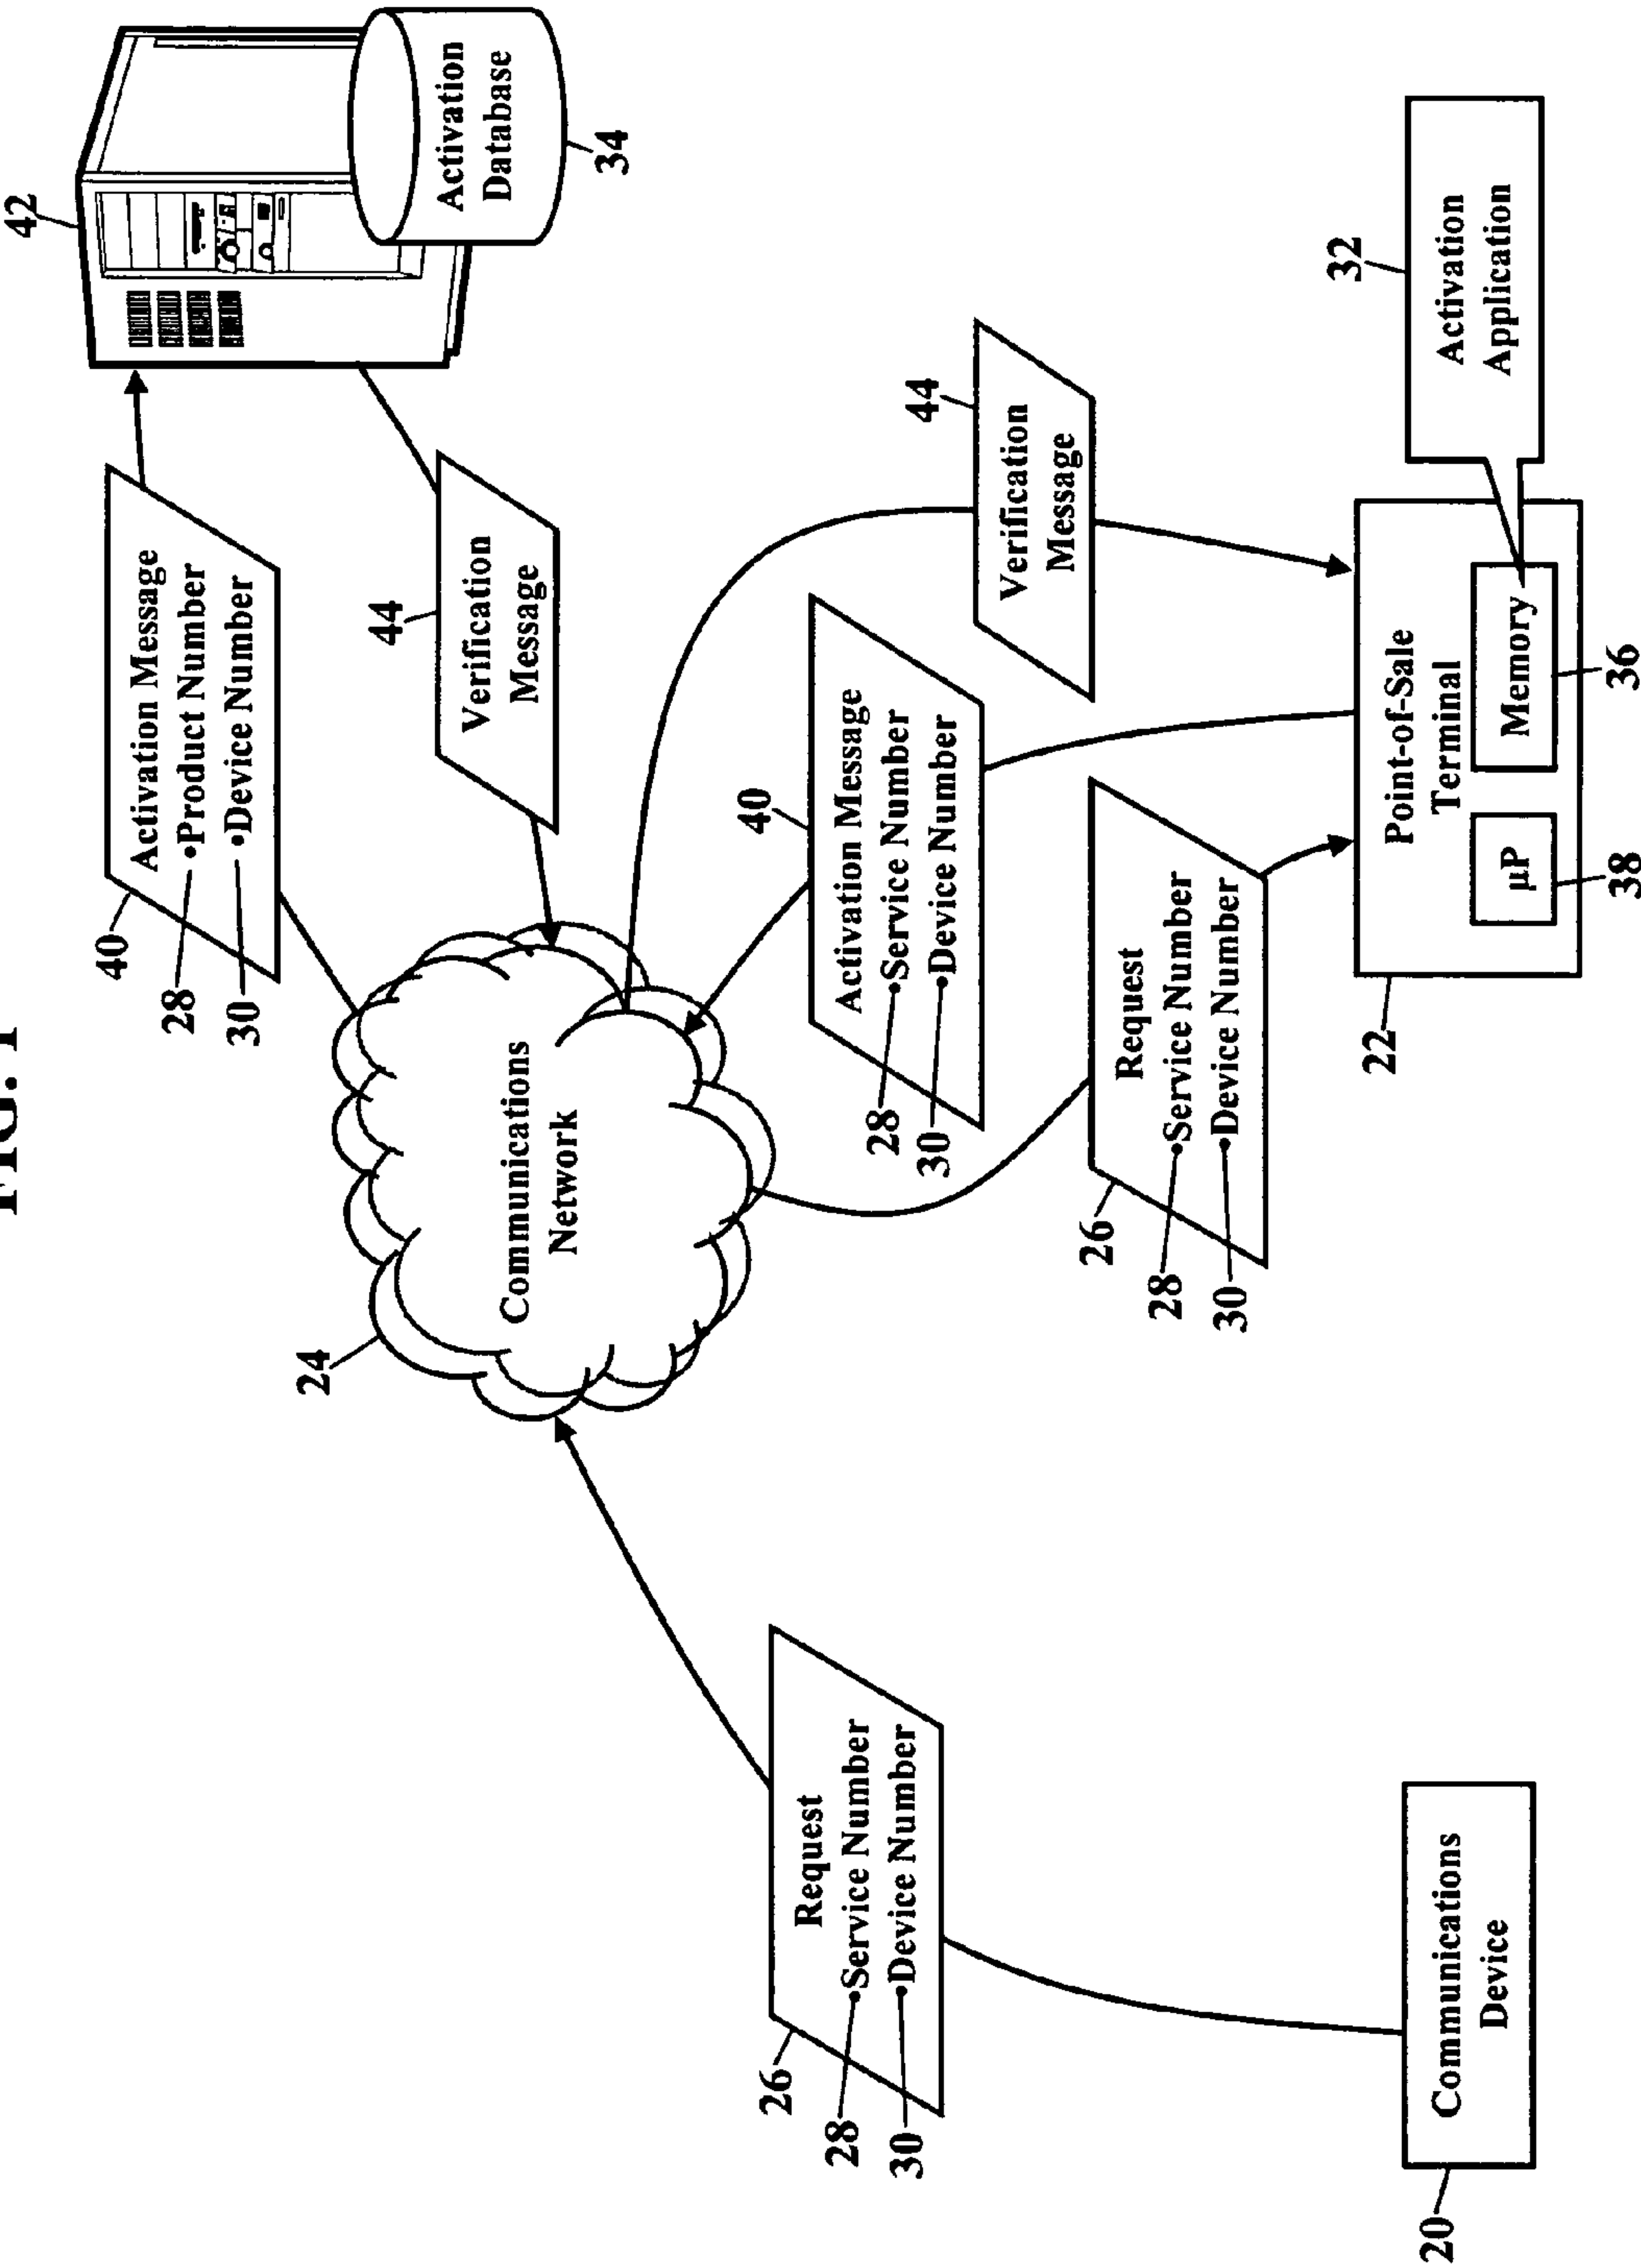 FIG. 1
42
Activation
Database
34
40
Activation Message
28 •Product Number
30 •Device Number
44
Verification
Message
24
Communications
Network
26
Request
28 •Service Number
30 •Device Number
40
Activation Message
28 •Service Number
30 •Device Number
44
Verification
Message
26
Request
28 •Service Number
30 •Device Number
20
Communications
Device
22
Point-of-Sale
Terminal
µP
Memory
38
36
32
Activation
Application